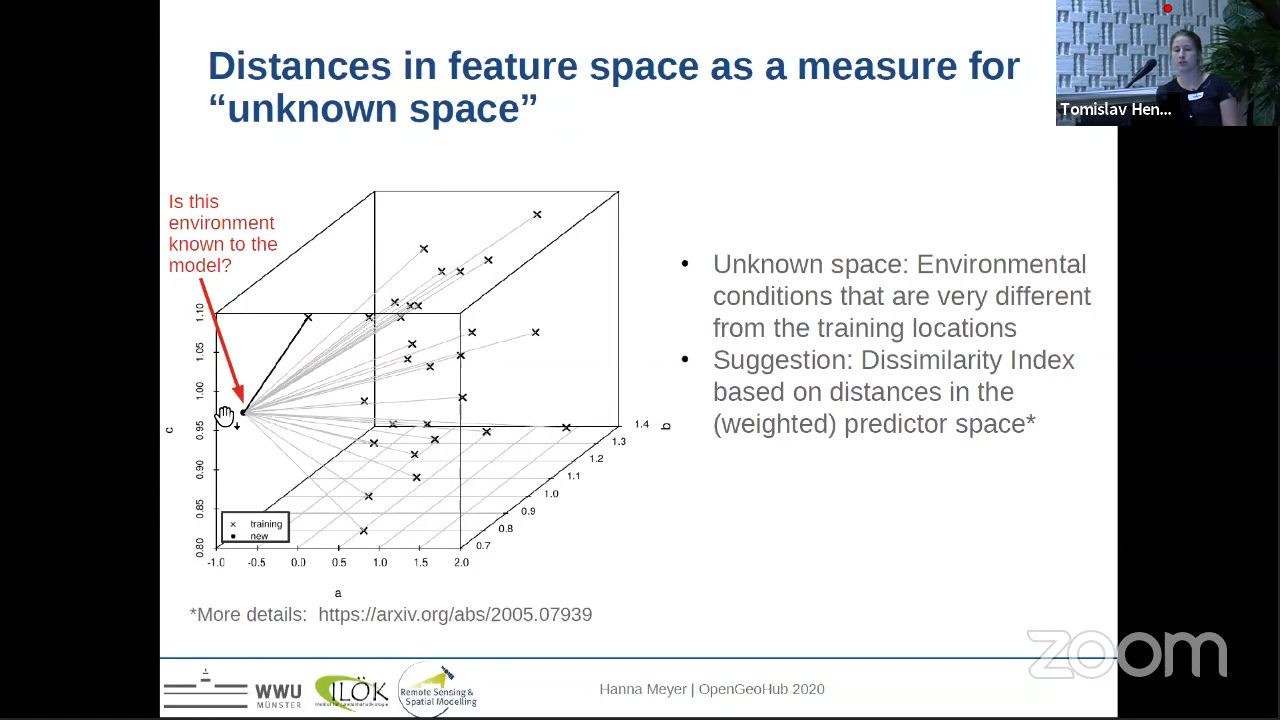 Distances in feature space as a measure for
“unknown space”
Tomislav Hen...
Is this
environment
known to the
model?
1.10
1.05
1.00
0.95
0.90
0.85
0.80
c
-1.0 -0.5 0.0 0.5 1.0 1.5 2.0
a
0.7
0.8
0.9
1.0
1.1
1.2
1.3
1.4
b
training
new
• Unknown space: Environmental
conditions that are very different
from the training locations
• Suggestion: Dissimilarity Index
based on distances in the
(weighted) predictor space*
*More details: https://arxiv.org/abs/2005.07939
zoom
WWU
MÜNSTER
ILÖK
Institut für Landschaftsökologie
Remote Sensing &
Spatial Modelling
Hanna Meyer | OpenGeoHub 2020